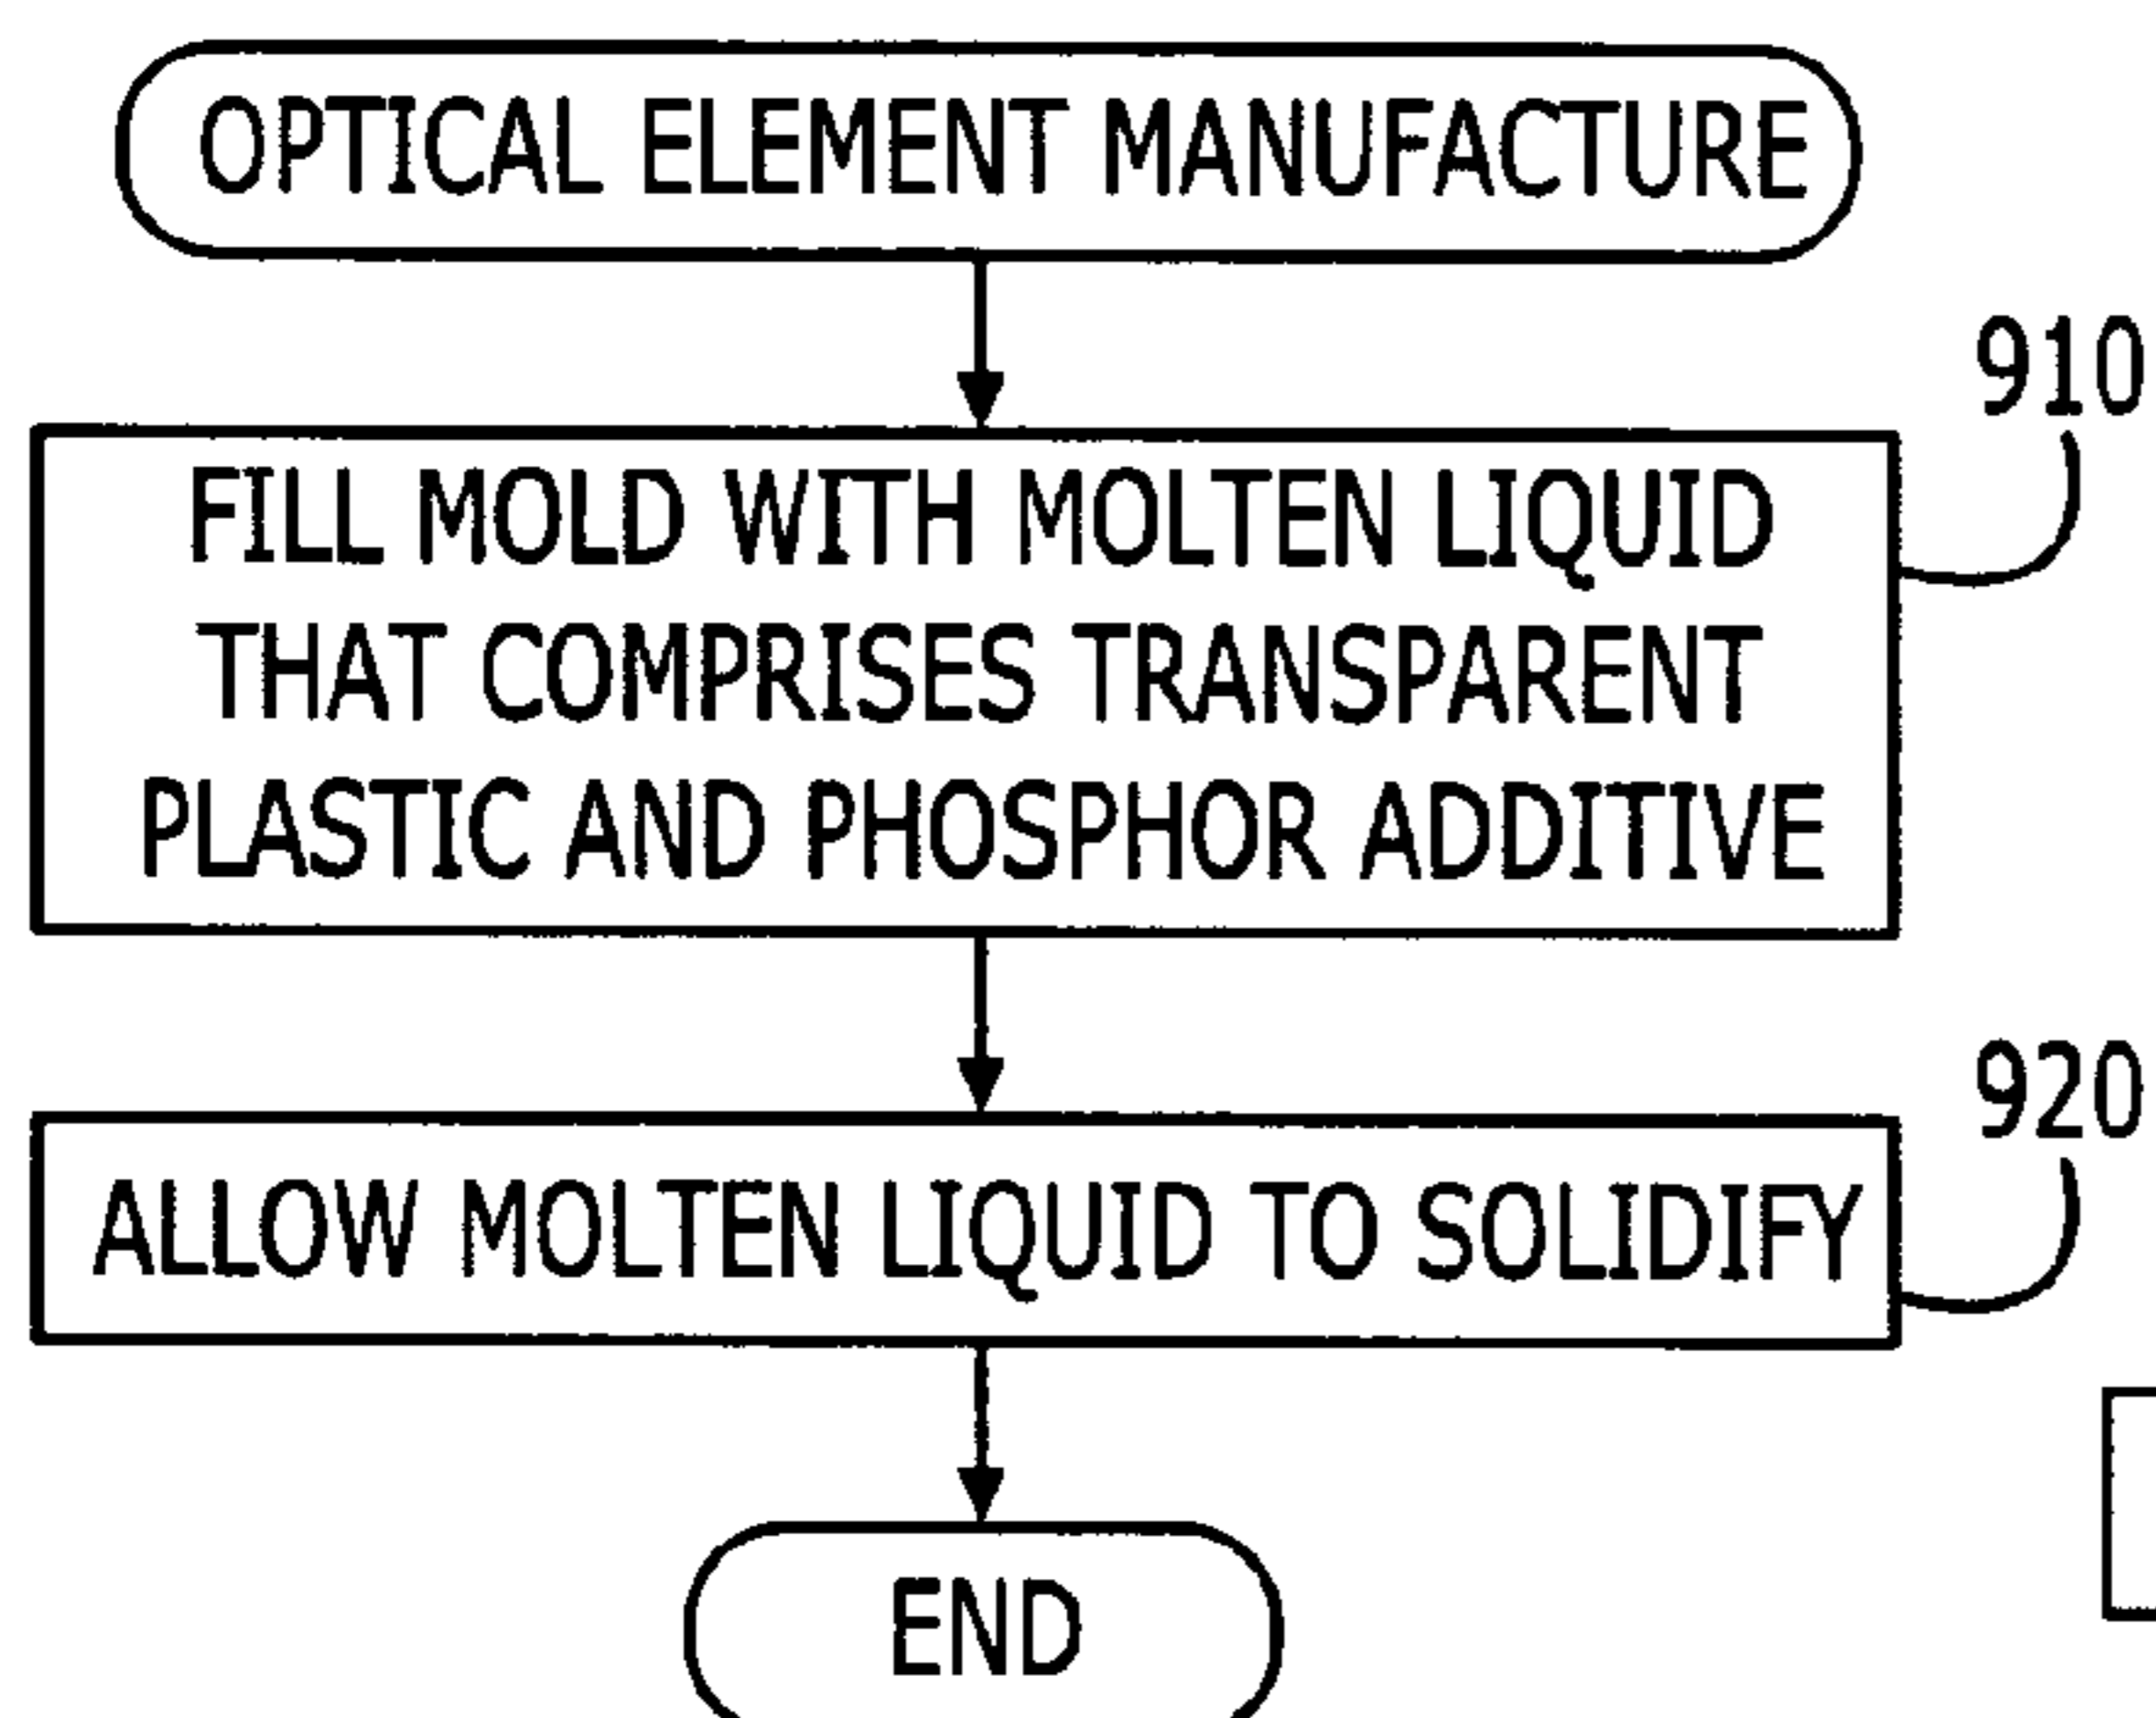 OPTICAL ELEMENT MANUFACTURE
910
FILL MOLD WITH MOLTEN LIQUID
THAT COMPRISES TRANSPARENT
PLASTIC AND PHOSPHOR ADDITIVE
920
ALLOW MOLTEN LIQUID TO SOLIDIFY
END